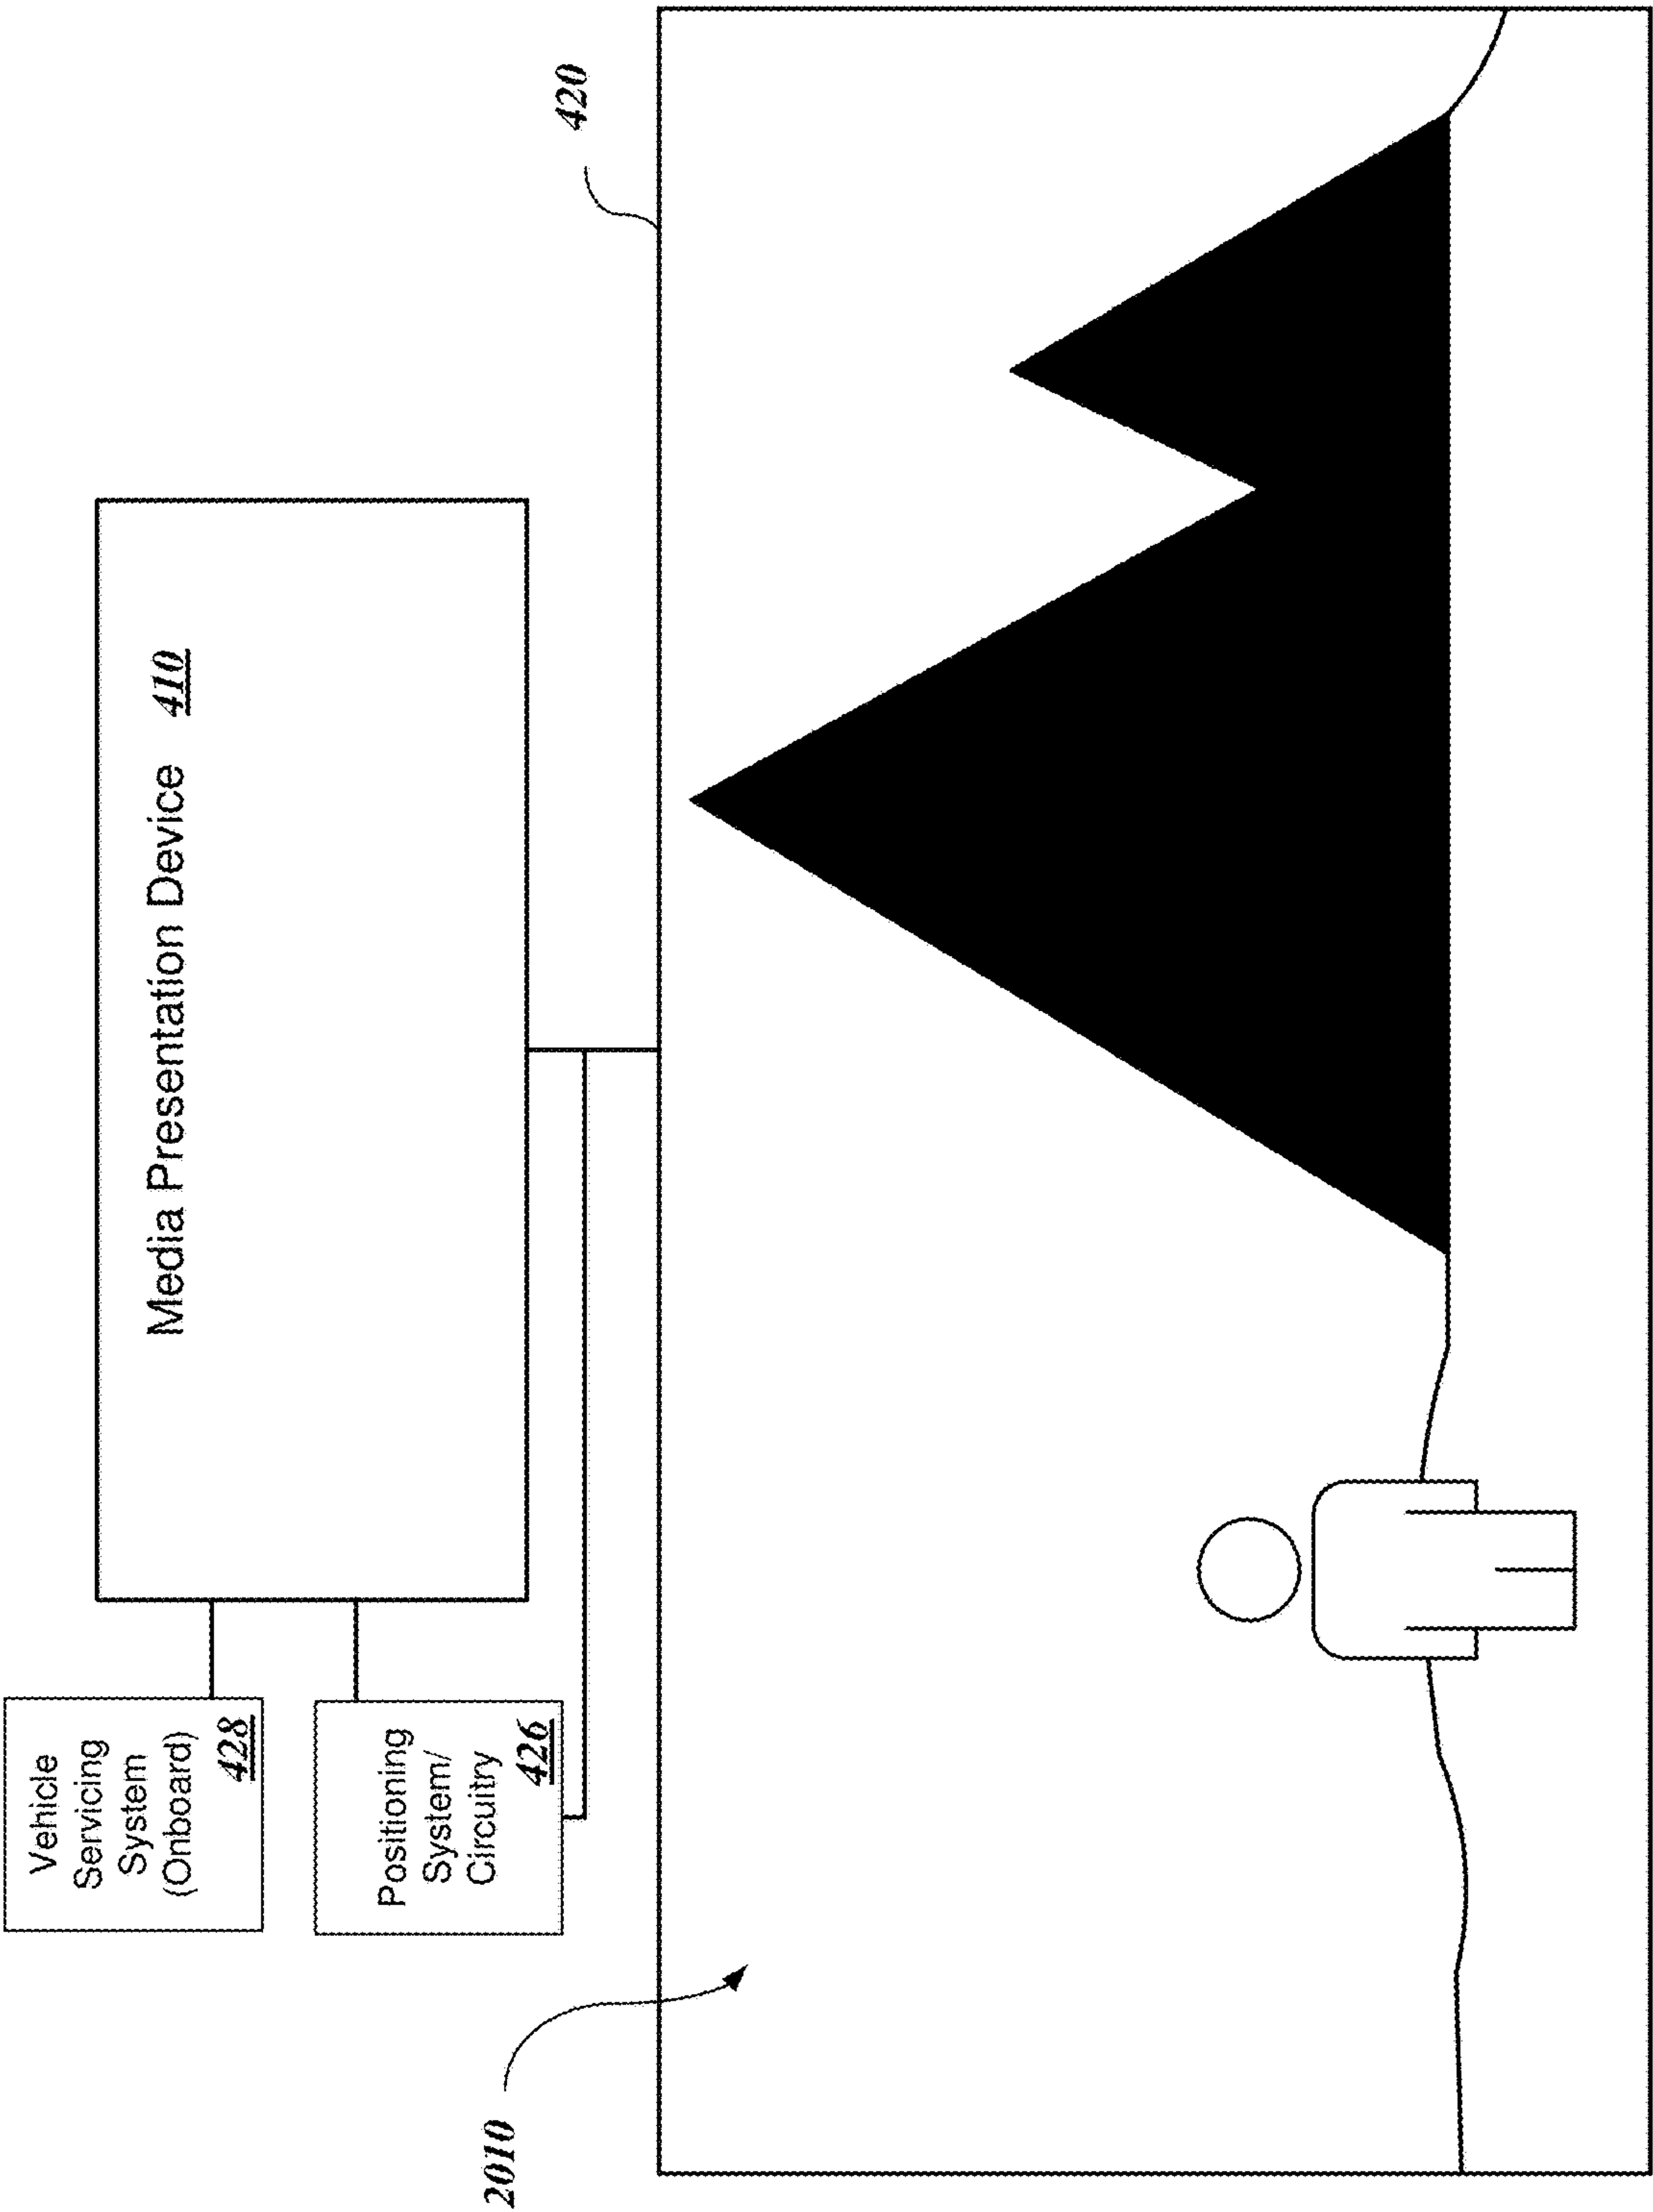 Vehicle
Servicing
System
(Onboard)
428
Positioning
System/
Circuitry
426
Media Presentation Device 410
420
2010